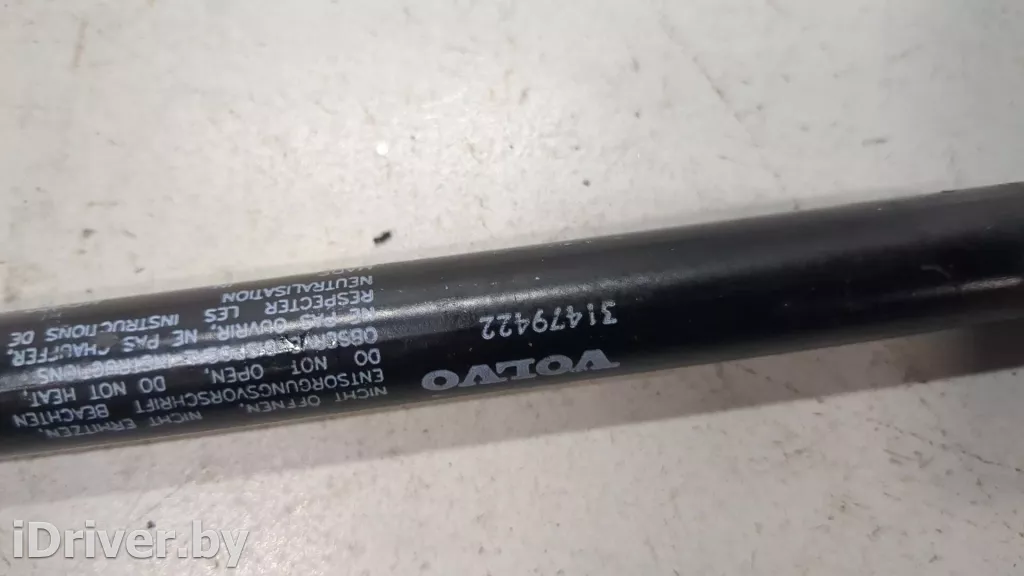 VOLVO
31479422
NICHT ÖFFNEN, NICHT ERHITZEN,
ENTSORGUNGSVORSCHRIFT BEACHTEN
DO NOT OPEN, DO NOT HEAT,
NE PAS OUVRIR, NE PAS CHAUFFER,
RESPECTER LES INSTRUCTIONS DE
NEUTRALISATION
iDriver.by